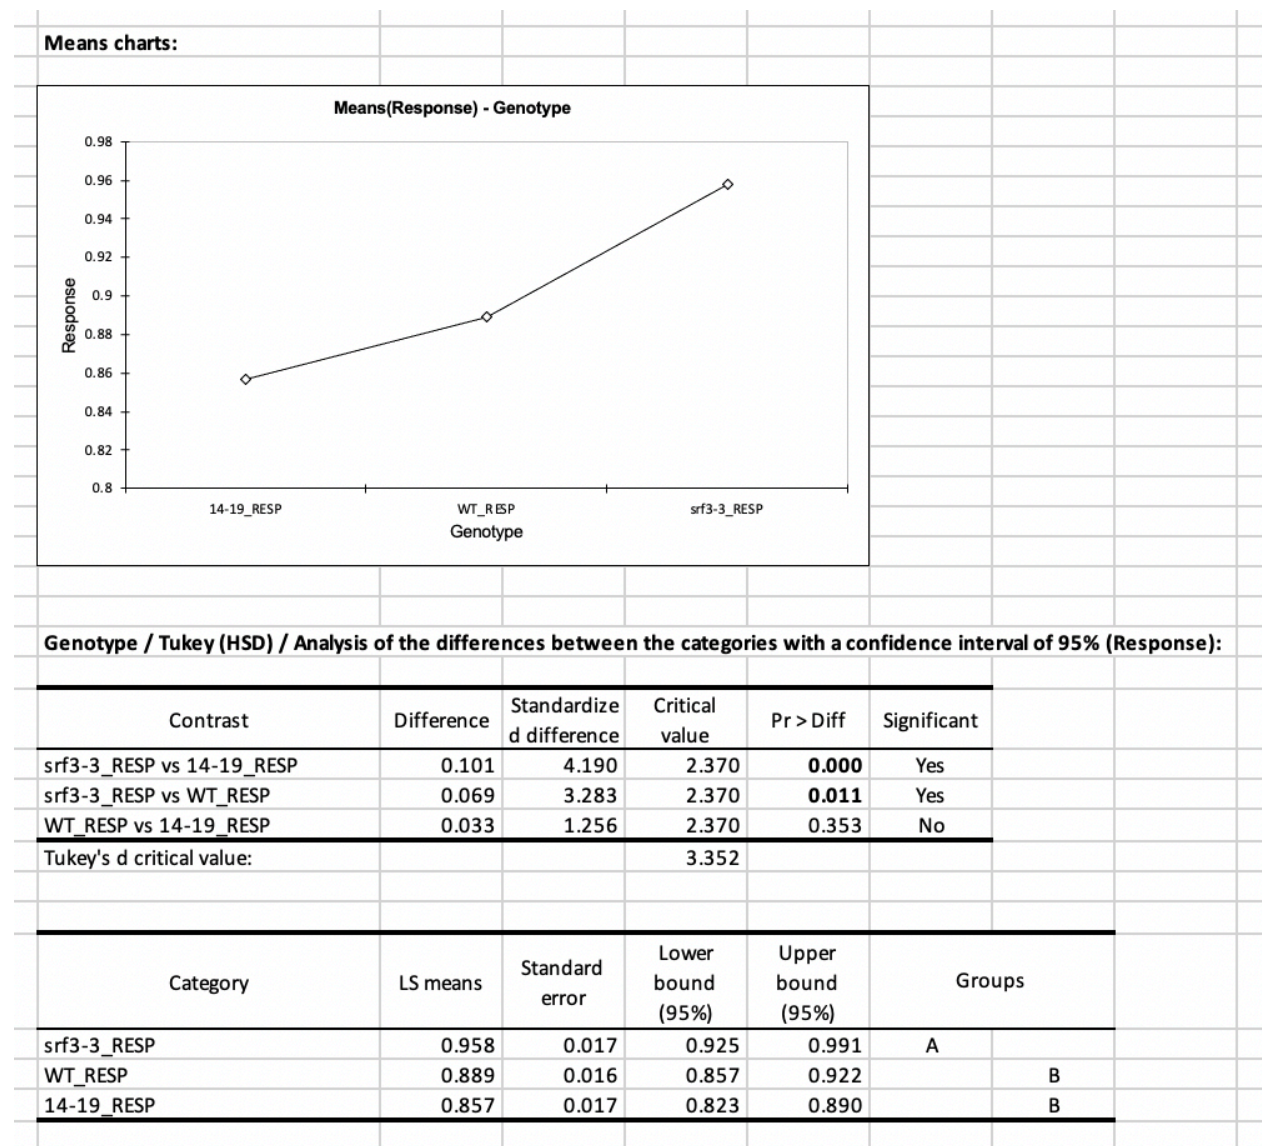 Means charts:
Means(Response) - Genotype
0.98
0.96
0.94
0.92
0.9
0.88
0.86
0.84
0.82
0.8
Response
14-19_RESP WT_RESP srf3-3_RESP
Genotype
Genotype / Tukey (HSD) / Analysis of the differences between the categories with a confidence interval of 95% (Response):
Contrast Difference Standardize d difference Critical value Pr > Diff Significant
srf3-3_RESP vs 14-19_RESP 0.101 4.190 2.370 0.000 Yes
srf3-3_RESP vs WT_RESP 0.069 3.283 2.370 0.011 Yes
WT_RESP vs 14-19_RESP 0.033 1.256 2.370 0.353 No
Tukey's d critical value: 3.352
Category LS means Standard error Lower bound (95%) Upper bound (95%) Groups
srf3-3_RESP 0.958 0.017 0.925 0.991 A
WT_RESP 0.889 0.016 0.857 0.922 B
14-19_RESP 0.857 0.017 0.823 0.890 B